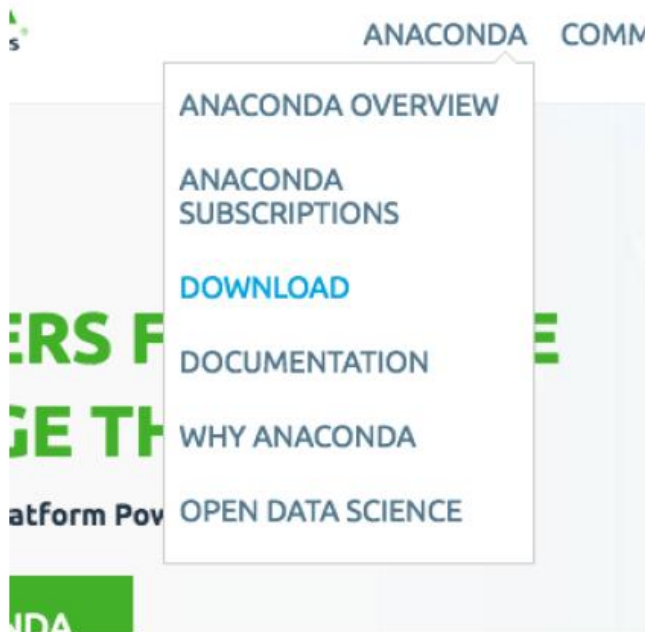 ANACONDA
ANACONDA OVERVIEW
ANACONDA
SUBSCRIPTIONS
DOWNLOAD
DOCUMENTATION
WHY ANACONDA
OPEN DATA SCIENCE